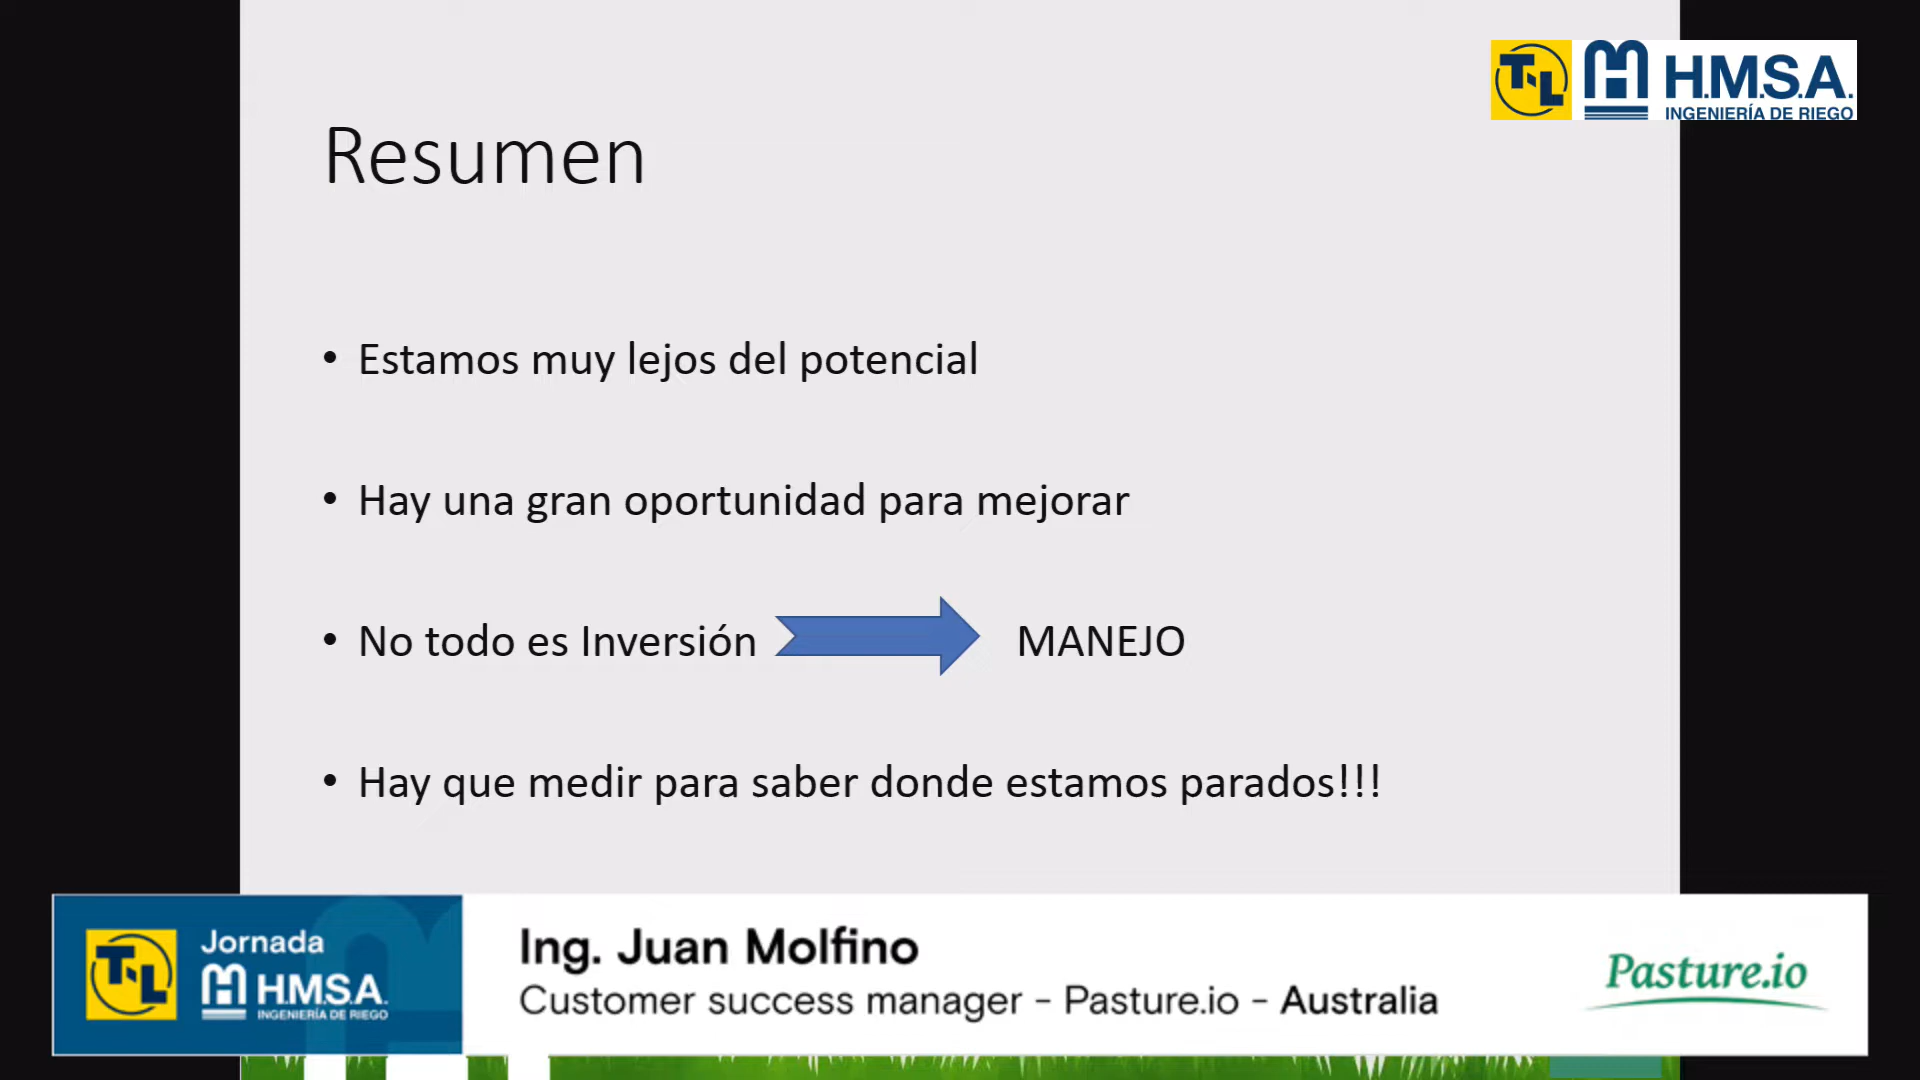 T-L
H.M.S.A.
INGENIERÍA DE RIEGO
Resumen
• Estamos muy lejos del potencial
• Hay una gran oportunidad para mejorar
• No todo es Inversión MANEJO
• Hay que medir para saber donde estamos parados!!!
T-L
Jornada
H.M.S.A.
INGENIERÍA DE RIEGO
Ing. Juan Molfino
Customer success manager - Pasture.io - Australia
Pasture.io